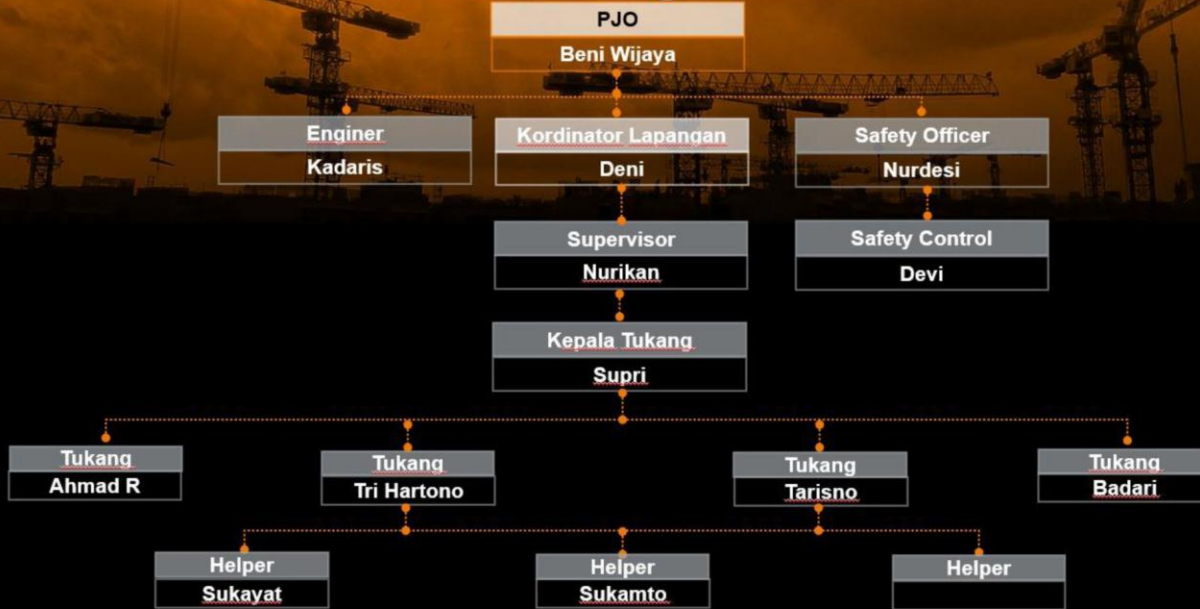 PJO
Beni Wijaya
Enginer
Kadaris
Kordinator Lapangan
Deni
Safety Officer
Nurdesi
Supervisor
Nurikan
Safety Control
Devi
Kepala Tukang
Supri
Tukang
Ahmad R
Tukang
Tri Hartono
Tukang
Tarisno
Tukang
Badari
Helper
Sukayat
Helper
Sukamto
Helper